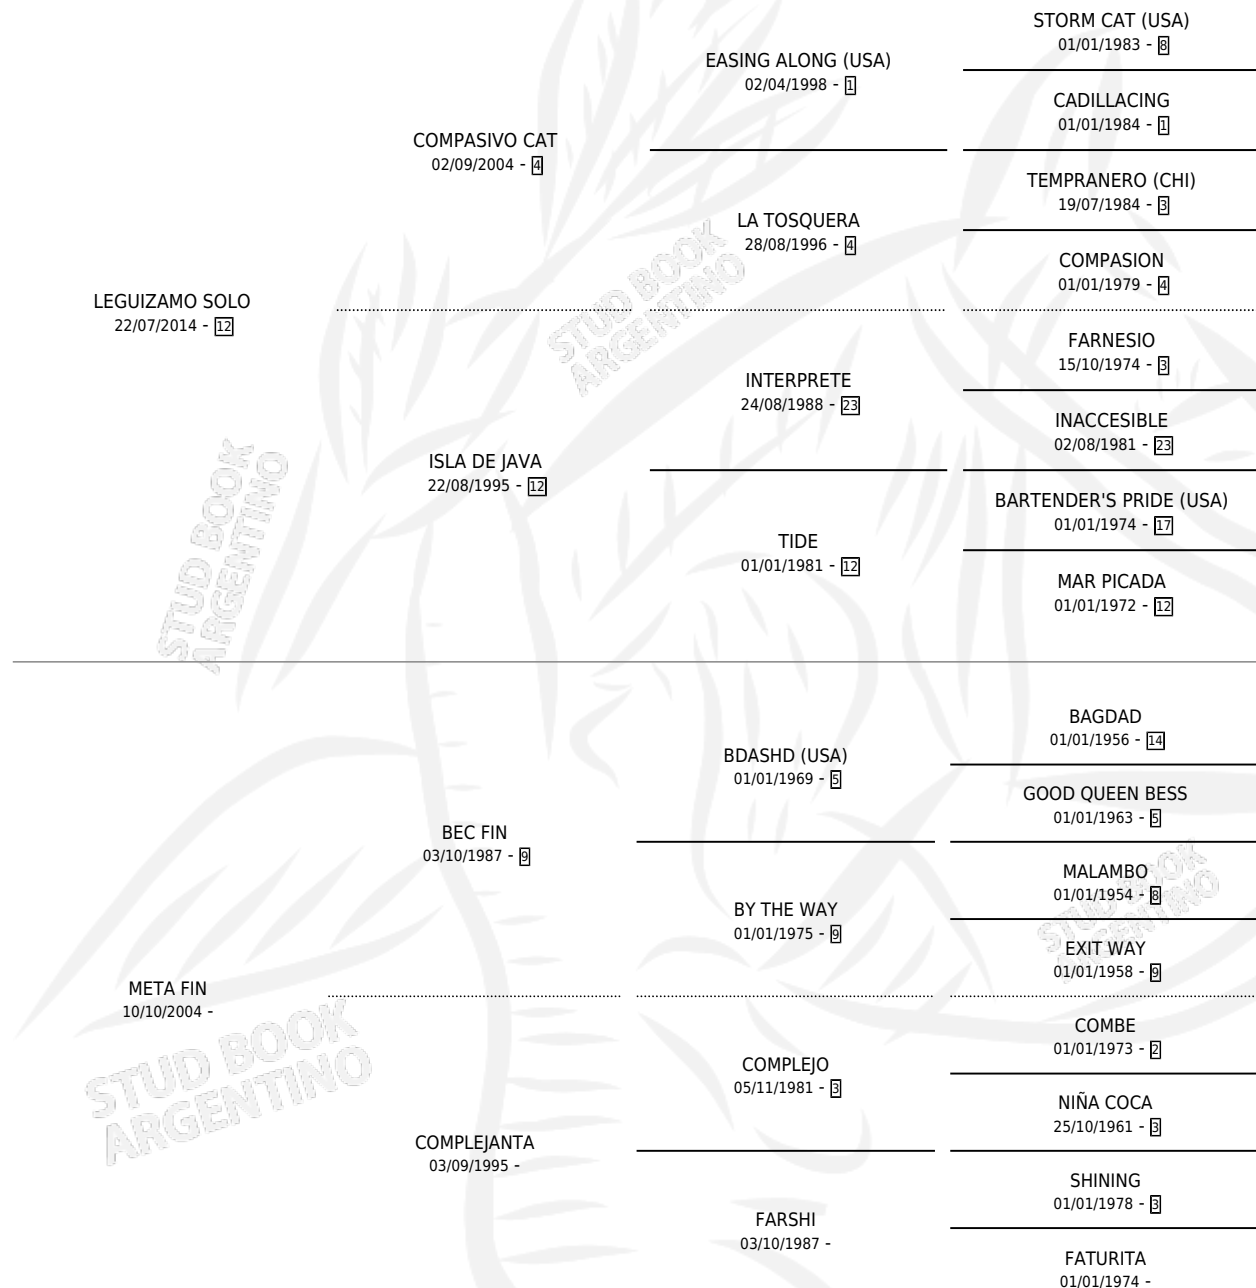 STORM CAT (USA)
01/01/1983 - 8
EASING ALONG (USA)
02/04/1998 - 1
CADILLACING
01/01/1984 - 1
COMPASIVO CAT
02/09/2004 - 4
TEMPRANERO (CHI)
19/07/1984 - 3
LA TOSQUERA
28/08/1996 - 4
COMPASION
01/01/1979 - 4
LEGUIZAMO SOLO
22/07/2014 - 12
FARNESIO
15/10/1974 - 3
INTERPRETE
24/08/1988 - 23
INACCESIBLE
02/08/1981 - 23
ISLA DE JAVA
22/08/1995 - 12
BARTENDER'S PRIDE (USA)
01/01/1974 - 17
TIDE
01/01/1981 - 12
MAR PICADA
01/01/1972 - 12
STUD BOOK
ARGENTINO
STUD BOOK
ARGENTINO
BAGDAD
01/01/1956 - 14
BDASHD (USA)
01/01/1969 - 5
GOOD QUEEN BESS
01/01/1963 - 5
BEC FIN
03/10/1987 - 9
MALAMBO
01/01/1954 - 8
BY THE WAY
01/01/1975 - 9
EXIT WAY
01/01/1958 - 9
META FIN
10/10/2004 -
COMBE
01/01/1973 - 2
COMPLEJO
05/11/1981 - 3
NIÑA COCA
25/10/1961 - 3
COMPLEJANTA
03/09/1995 -
SHINING
01/01/1978 - 3
FARSHI
03/10/1987 -
FATURITA
01/01/1974 -
STUD BOOK
ARGENTINO
STUD BOOK
ARGENTINO